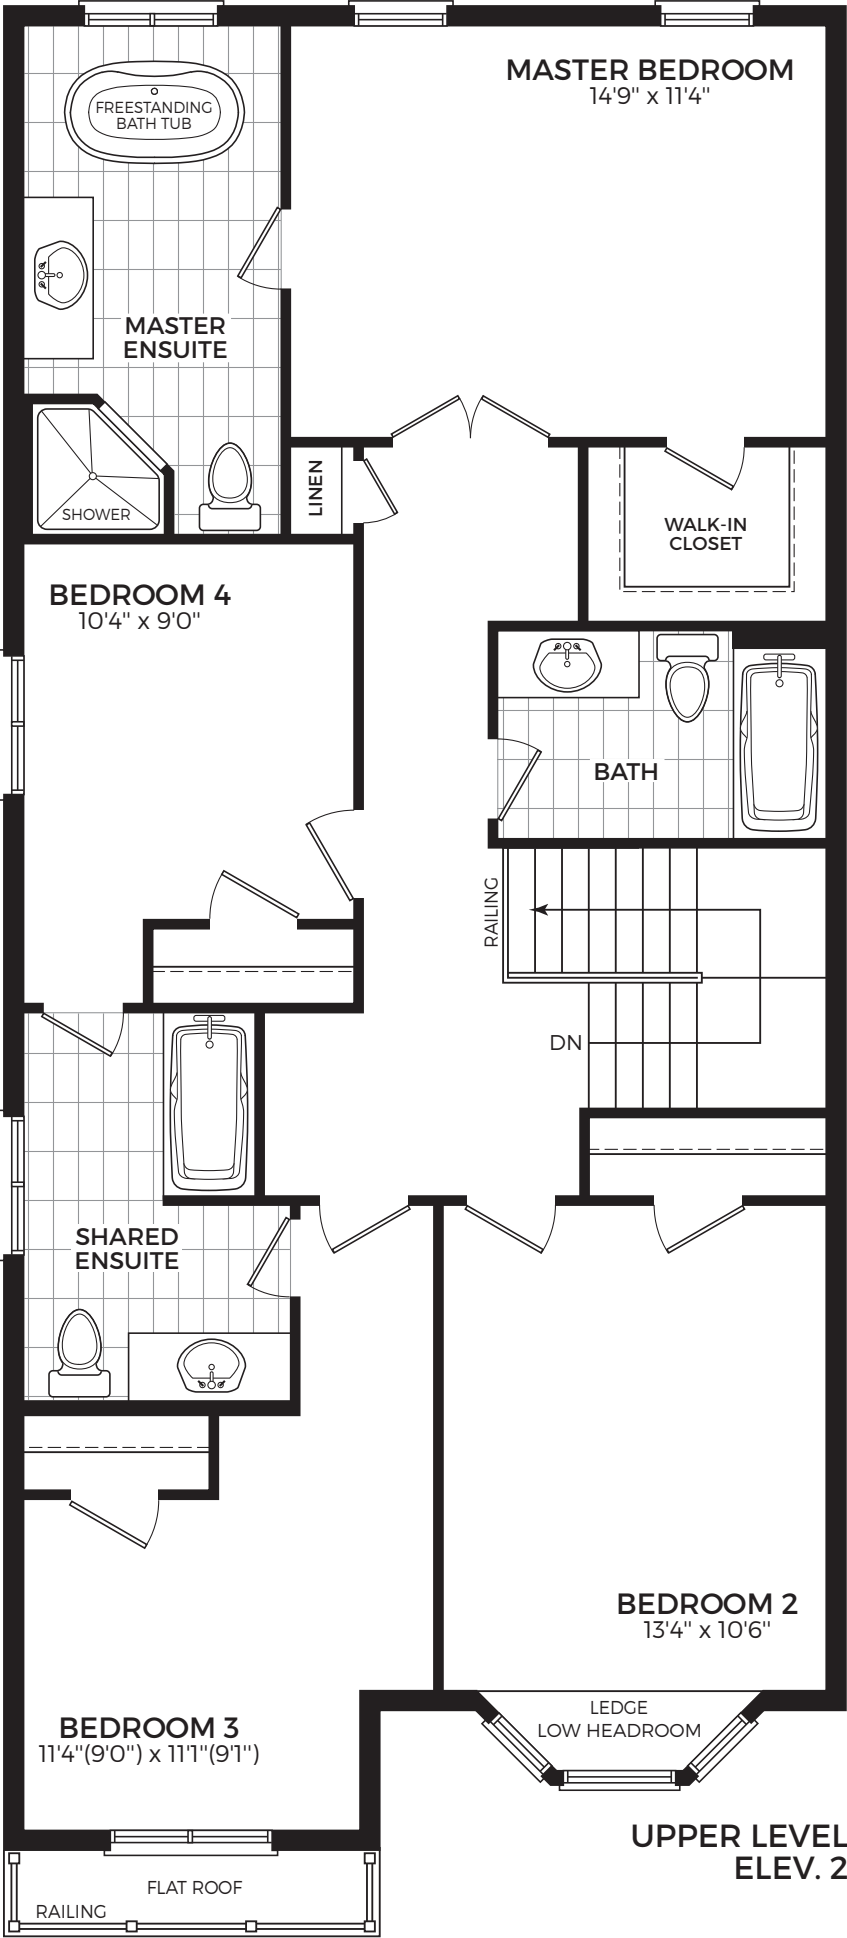 MASTER BEDROOM
14'9" x 11'4"
FREESTANDING
BATH TUB
MASTER
ENSUITE
LINEN
SHOWER
WALK-IN
CLOSET
BEDROOM 4
10'4" x 9'0"
BATH
RAILING
DN
SHARED
ENSUITE
BEDROOM 2
13'4" x 10'6"
LEDGE
LOW HEADROOM
BEDROOM 3
11'4"(9'0") x 11'1"(9'1")
UPPER LEVEL
ELEV. 2
FLAT ROOF
RAILING